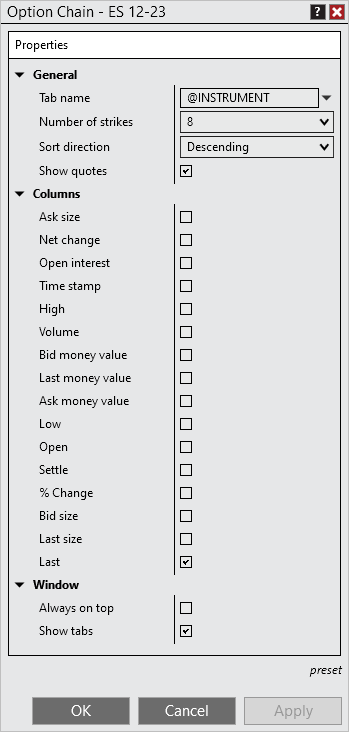 Option Chain - ES 12-23
?
Properties
General
Tab name @INSTRUMENT
Number of strikes 8
Sort direction Descending
Show quotes
Columns
Ask size
Net change
Open interest
Time stamp
High
Volume
Bid money value
Last money value
Ask money value
Low
Open
Settle
% Change
Bid size
Last size
Last
Window
Always on top
Show tabs
preset
OK Cancel Apply